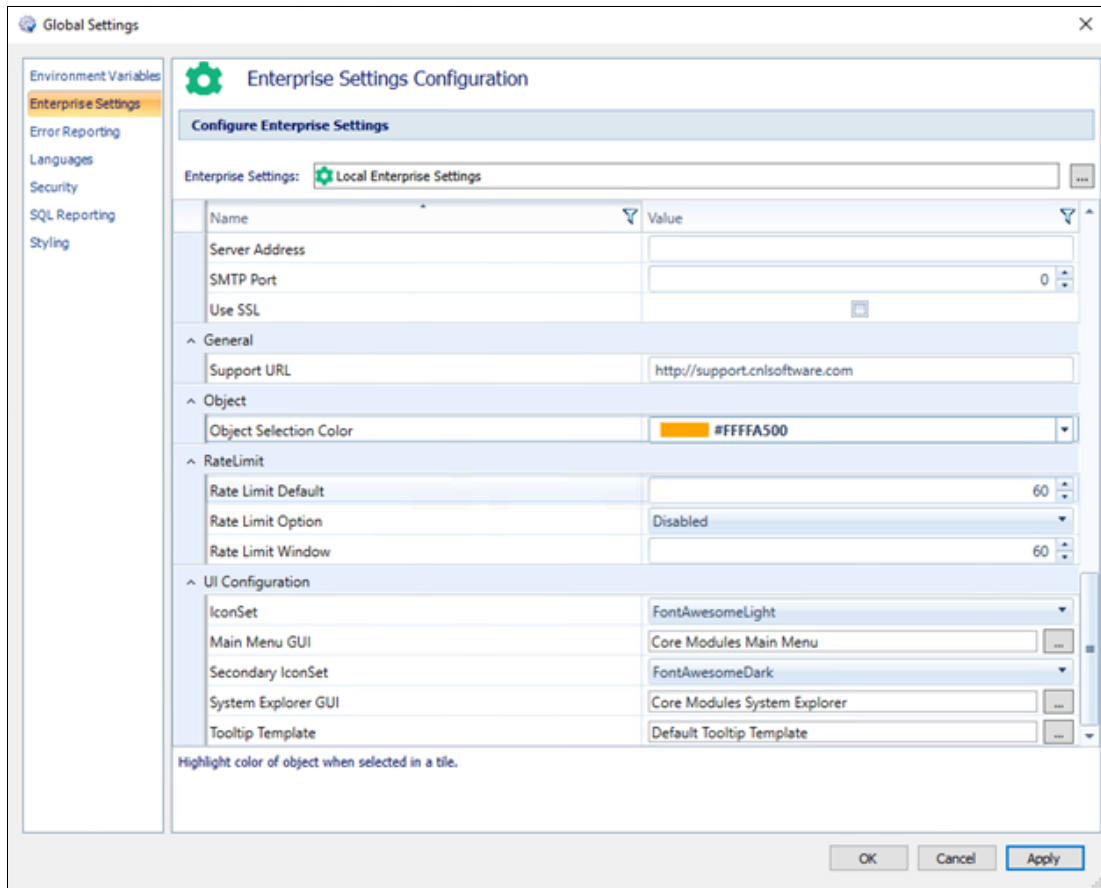 Global Settings
Environment Variables
Enterprise Settings
Error Reporting
Languages
Security
SQL Reporting
Styling
Enterprise Settings Configuration
Configure Enterprise Settings
Enterprise Settings: Local Enterprise Settings ...
Name Value
Server Address
SMTP Port 0
Use SSL
General
Support URL http://support.cnlsoftware.com
Object
Object Selection Color #FFFFA500
RateLimit
Rate Limit Default 60
Rate Limit Option Disabled
Rate Limit Window 60
UI Configuration
IconSet FontAwesomeLight
Main Menu GUI Core Modules Main Menu ...
Secondary IconSet FontAwesomeDark
System Explorer GUI Core Modules System Explorer ...
Tooltip Template Default Tooltip Template ...
Highlight color of object when selected in a tile.
OK Cancel Apply